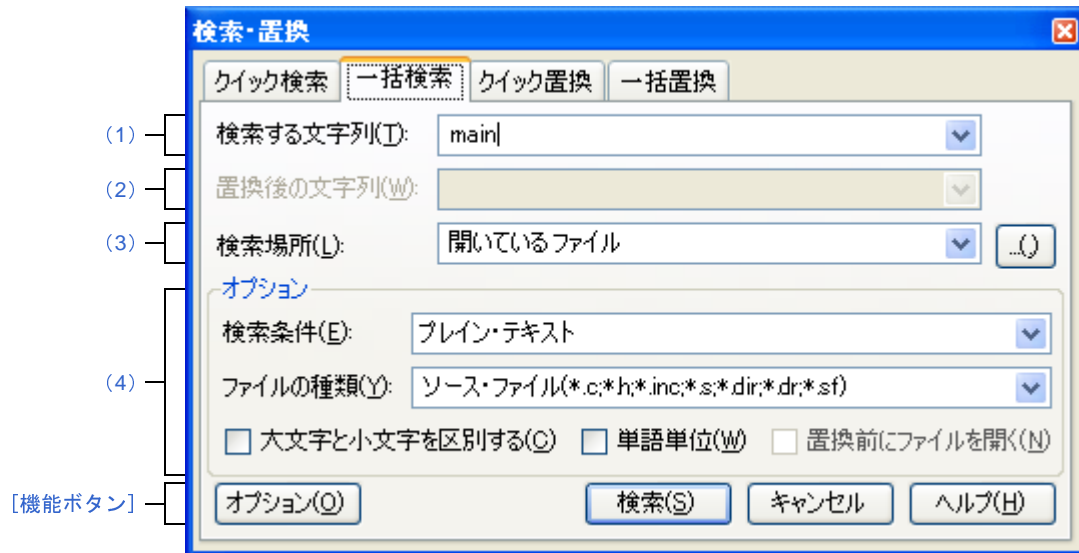 検索・置換
クイック検索 一括検索 クイック置換 一括置換
(1) 検索する文字列(T): main
(2) 置換後の文字列(W):
(3) 検索場所(L): 開いているファイル ...()
オプション
検索条件(E): プレイン・テキスト
(4) ファイルの種類(Y): ソース・ファイル(*.c;*h;*.inc;*.s;*.dir;*.dr;*.sf)
大文字と小文字を区別する(C) 単語単位(W) 置換前にファイルを開く(N)
[機能ボタン] オプション(O) 検索(S) キャンセル ヘルプ(H)